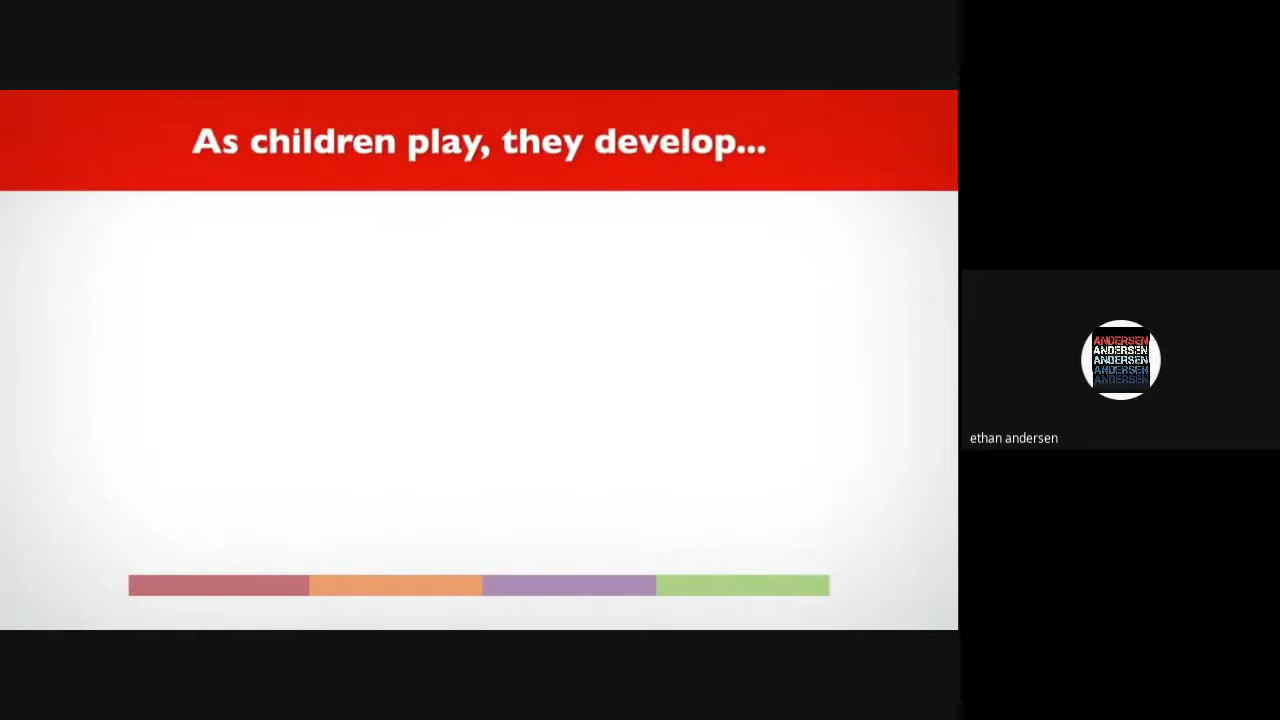 As children play, they develop...
ANDERSEN
ANDERSEN
ANDERSEN
ANDERSEN
ANDERSEN
ethan andersen